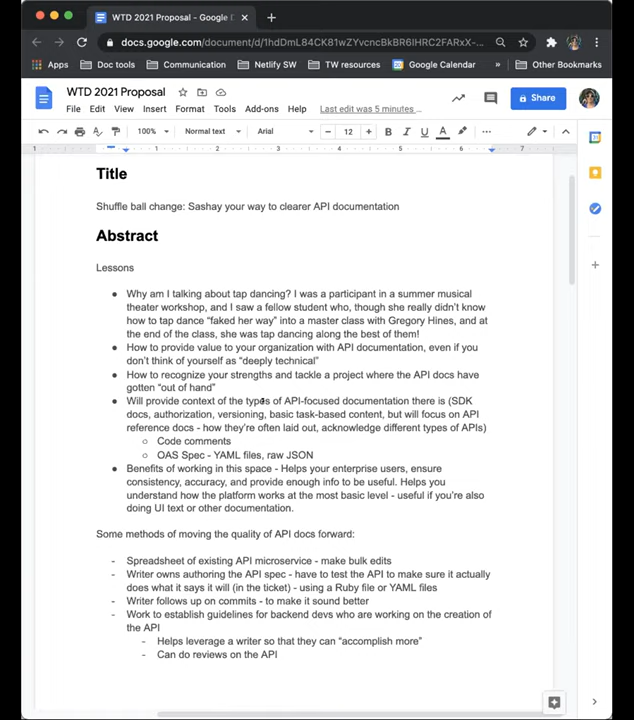 WTD 2021 Proposal - Google D
docs.google.com/document/d/1hdDmL84CK81wZYvcncBkBR6IHRC2FARxX-...
Apps Doc tools Communication Netlify SW TW resources Google Calendar » Other Bookmarks
WTD 2021 Proposal
File Edit View Insert Format Tools Add-ons Help Last edit was 5 minutes ...
Share
100% Normal text Arial - 12 + B I U A ...
1 1 2 3 4 5 6 7
Title
Shuffle ball change: Sashay your way to clearer API documentation
Abstract
Lessons
● Why am I talking about tap dancing? I was a participant in a summer musical
theater workshop, and I saw a fellow student who, though she really didn't know
how to tap dance "faked her way" into a master class with Gregory Hines, and at
the end of the class, she was tap dancing along the best of them!
● How to provide value to your organization with API documentation, even if you
don't think of yourself as "deeply technical"
● How to recognize your strengths and tackle a project where the API docs have
gotten "out of hand"
● Will provide context of the types of API-focused documentation there is (SDK
docs, authorization, versioning, basic task-based content, but will focus on API
reference docs - how they're often laid out, acknowledge different types of APIs)
○ Code comments
○ OAS Spec - YAML files, raw JSON
● Benefits of working in this space - Helps your enterprise users, ensure
consistency, accuracy, and provide enough info to be useful. Helps you
understand how the platform works at the most basic level - useful if you're also
doing UI text or other documentation.
Some methods of moving the quality of API docs forward:
- Spreadsheet of existing API microservice - make bulk edits
- Writer owns authoring the API spec - have to test the API to make sure it actually
does what it says it will (in the ticket) - using a Ruby file or YAML files
- Writer follows up on commits - to make it sound better
- Work to establish guidelines for backend devs who are working on the creation of
the API
- Helps leverage a writer so that they can "accomplish more"
- Can do reviews on the API